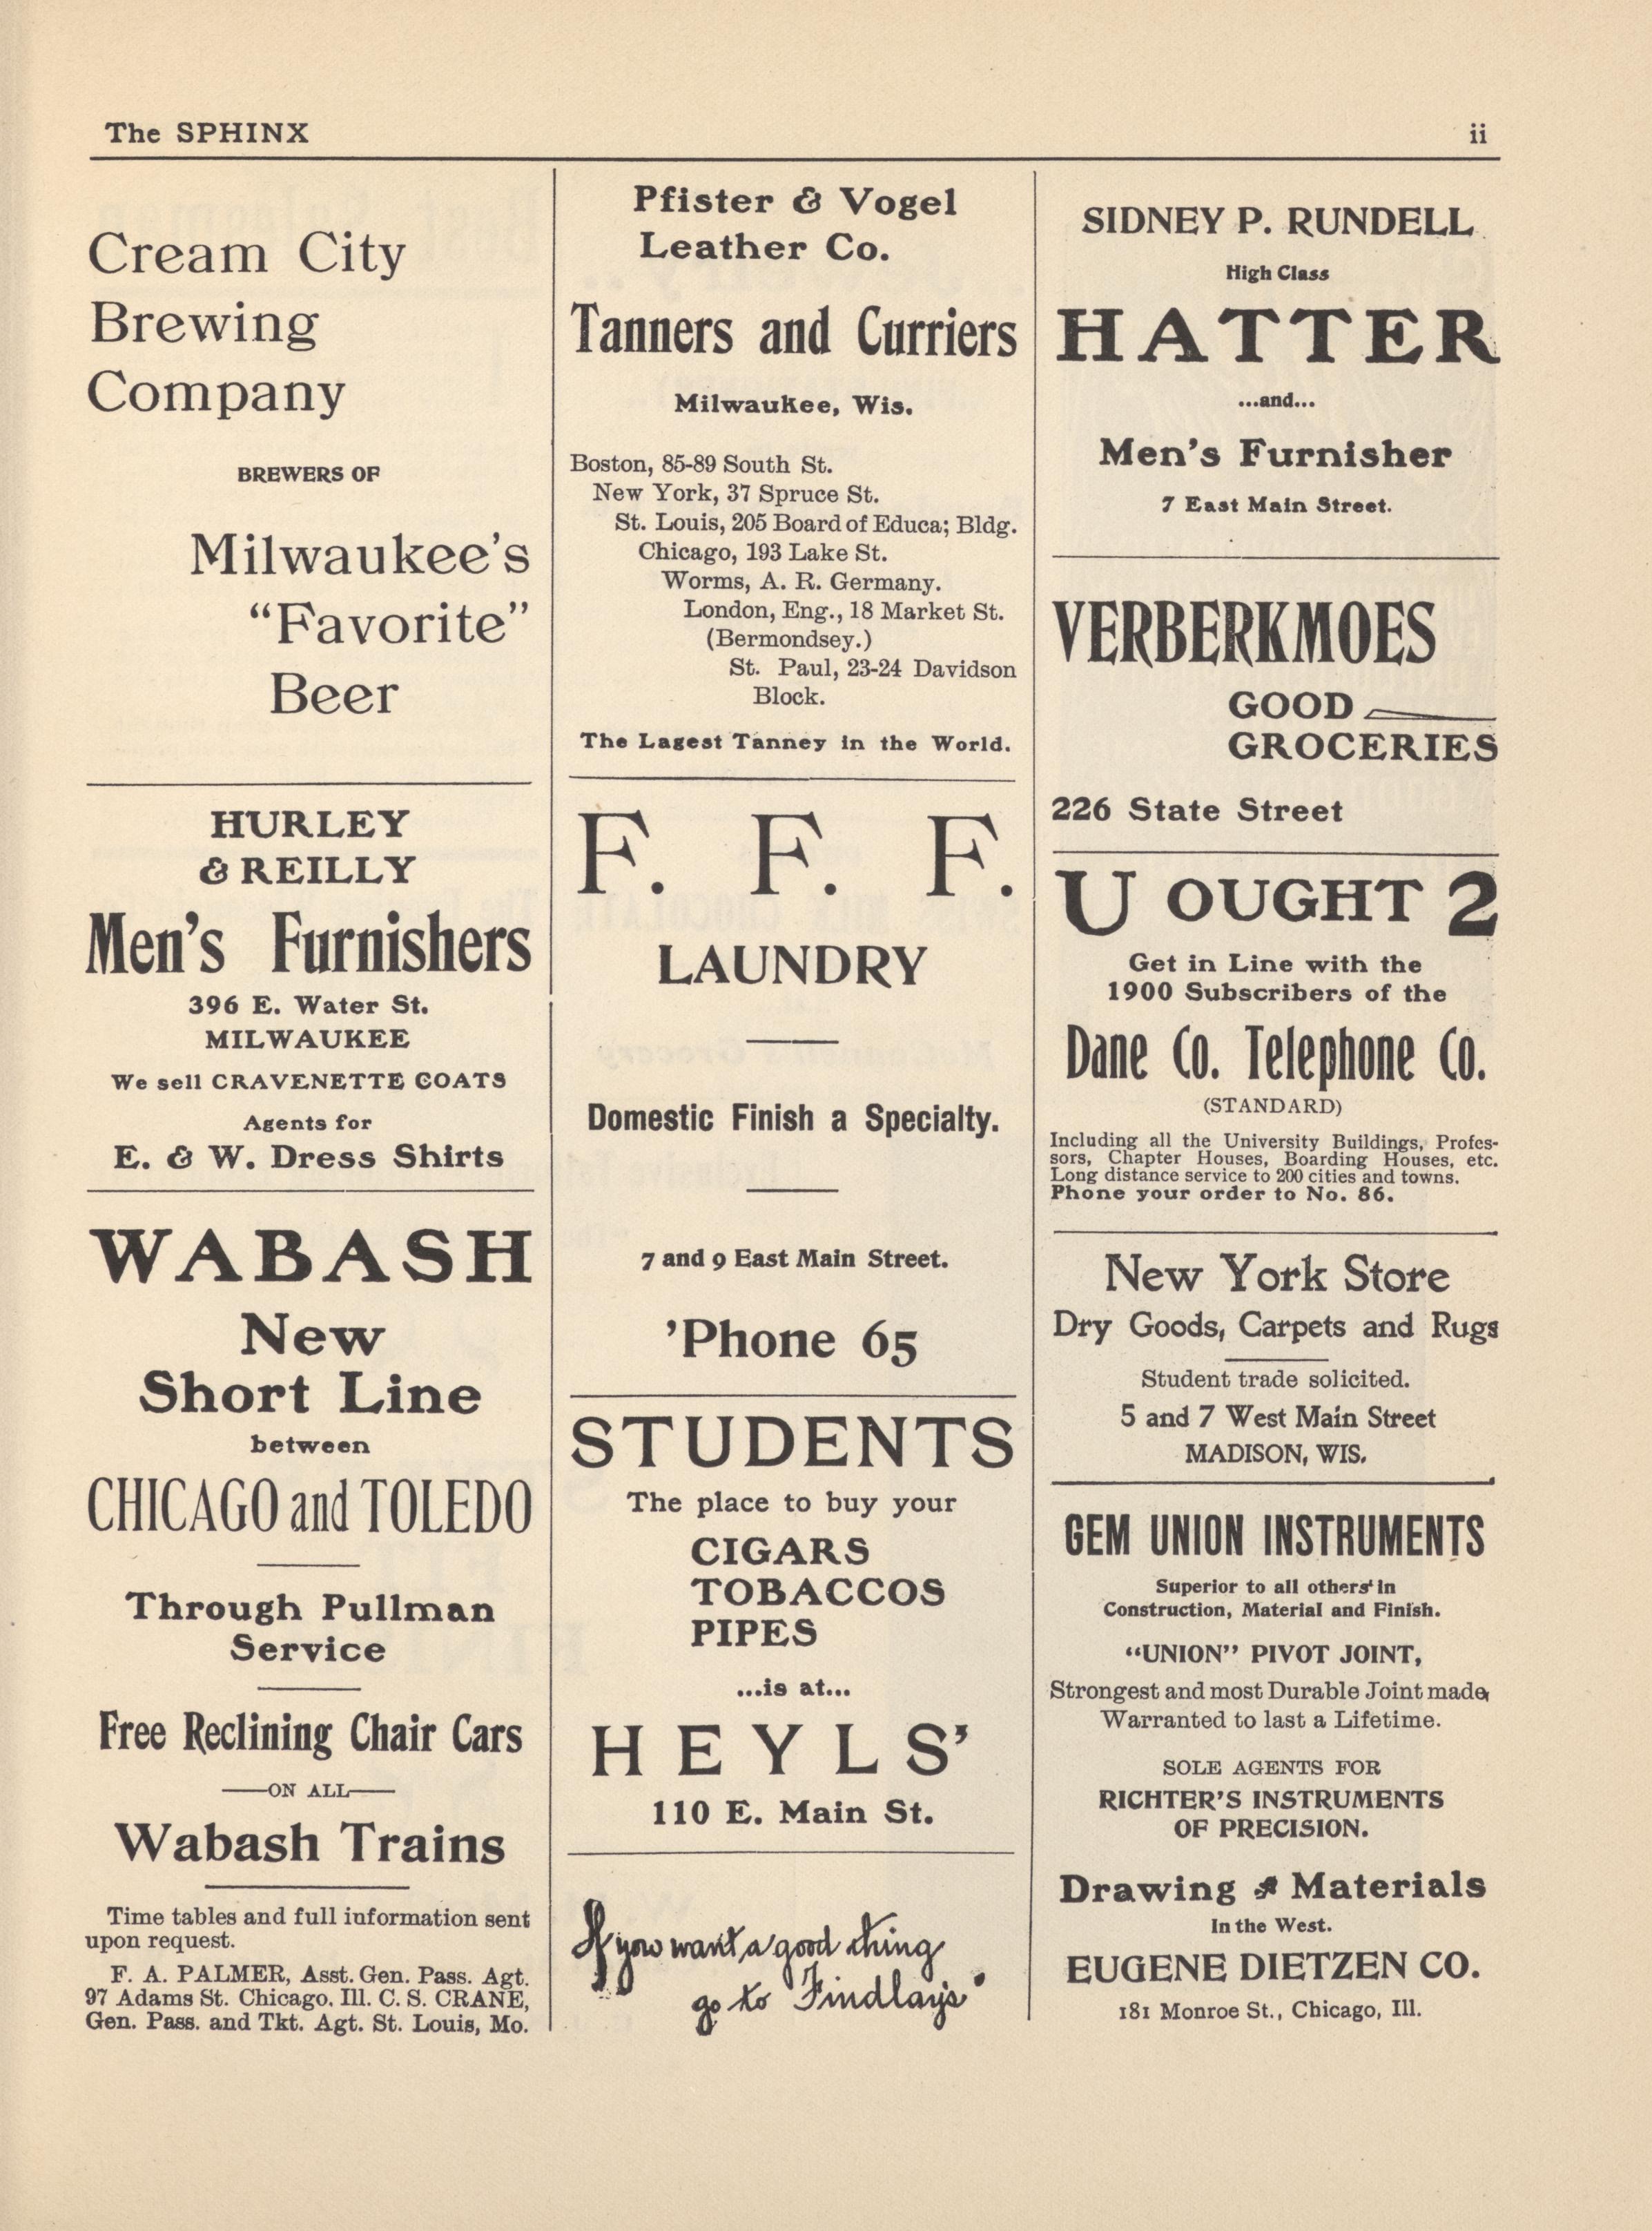 The SPHINX
ii
Cream City
Brewing
Company
BREWERS OF
Milwaukee's
"Favorite"
Beer
HURLEY
& REILLY
Men's Furnishers
396 E. Water St.
MILWAUKEE
We sell CRAVENETTE COATS
Agents for
E. & W. Dress Shirts
WABASH
New
Short Line
between
CHICAGO and TOLEDO
Through Pullman
Service
Free Reclining Chair Cars
—ON ALL—
Wabash Trains
Time tables and full information sent
upon request.
F. A. PALMER, Asst. Gen. Pass. Agt.
97 Adams St. Chicago. Ill. C. S. CRANE,
Gen. Pass. and Tkt. Agt. St. Louis, Mo.
Pfister & Vogel
Leather Co.
Tanners and Curriers
Milwaukee, Wis.
Boston, 85-89 South St.
New York, 37 Spruce St.
St. Louis, 205 Board of Educa; Bldg.
Chicago, 193 Lake St.
Worms, A. R. Germany.
London, Eng., 18 Market St.
(Bermondsey.)
St. Paul, 23-24 Davidson
Block.
The Lagest Tanney in the World.
F. F. F.
LAUNDRY
Domestic Finish a Specialty.
7 and 9 East Main Street.
'Phone 65
STUDENTS
The place to buy your
CIGARS
TOBACCOS
PIPES
...is at...
HEYLS'
110 E. Main St.
If you want a good thing
go to Findlay's
SIDNEY P. RUNDELL
High Class
HATTER
...and...
Men's Furnisher
7 East Main Street.
VERBERKMOES
GOOD
GROCERIES
226 State Street
U OUGHT 2
Get in Line with the
1900 Subscribers of the
Dane Co. Telephone Co.
(STANDARD)
Including all the University Buildings, Profes-
sors, Chapter Houses, Boarding Houses, etc.
Long distance service to 200 cities and towns.
Phone your order to No. 86.
New York Store
Dry Goods, Carpets and Rugs
Student trade solicited.
5 and 7 West Main Street
MADISON, WIS.
GEM UNION INSTRUMENTS
Superior to all others' in
Construction, Material and Finish.
"UNION" PIVOT JOINT,
Strongest and most Durable Joint made,
Warranted to last a Lifetime.
SOLE AGENTS FOR
RICHTER'S INSTRUMENTS
OF PRECISION.
Drawing Materials
In the West.
EUGENE DIETZEN CO.
181 Monroe St., Chicago, Ill.